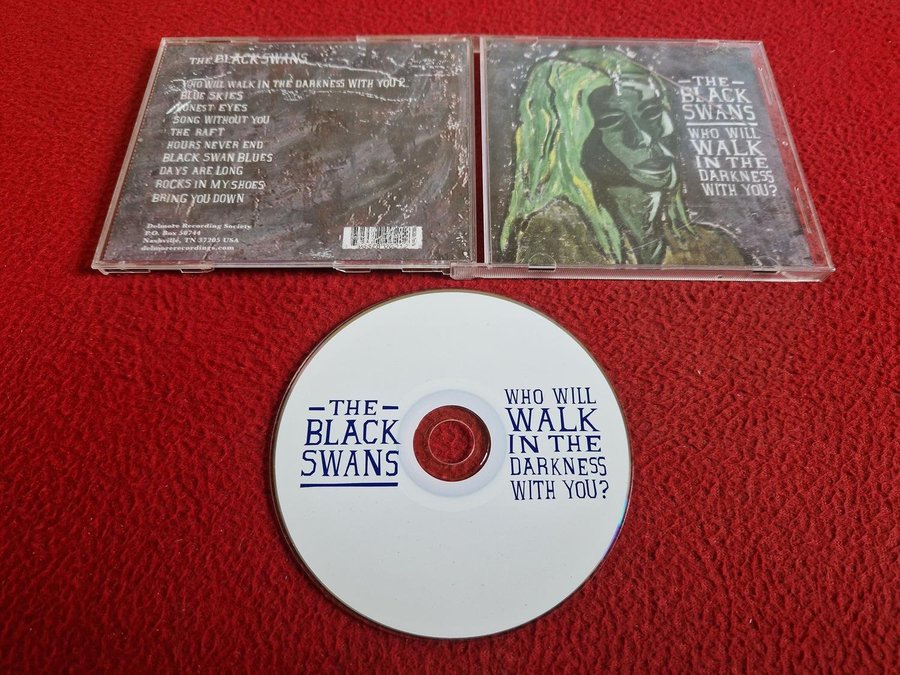 THE BLACK SWANS
WHO WILL WALK IN THE DARKNESS WITH YOU?
BLUE SKIES
HONEST EYES
SONG WITHOUT YOU
THE RAFT
HOURS NEVER END
BLACK SWAN BLUES
DAYS ARE LONG
ROCKS IN MY SHOES
BRING YOU DOWN
Delmore Recording Society
P.O. Box 58744
Nashville, TN 37205 USA
delmorerecordings.com
THE
BLACK
SWANS
WHO WILL
WALK
IN THE
DARKNESS
WITH YOU?
THE
BLACK
SWANS
WHO WILL
WALK
IN THE
DARKNESS
WITH YOU?